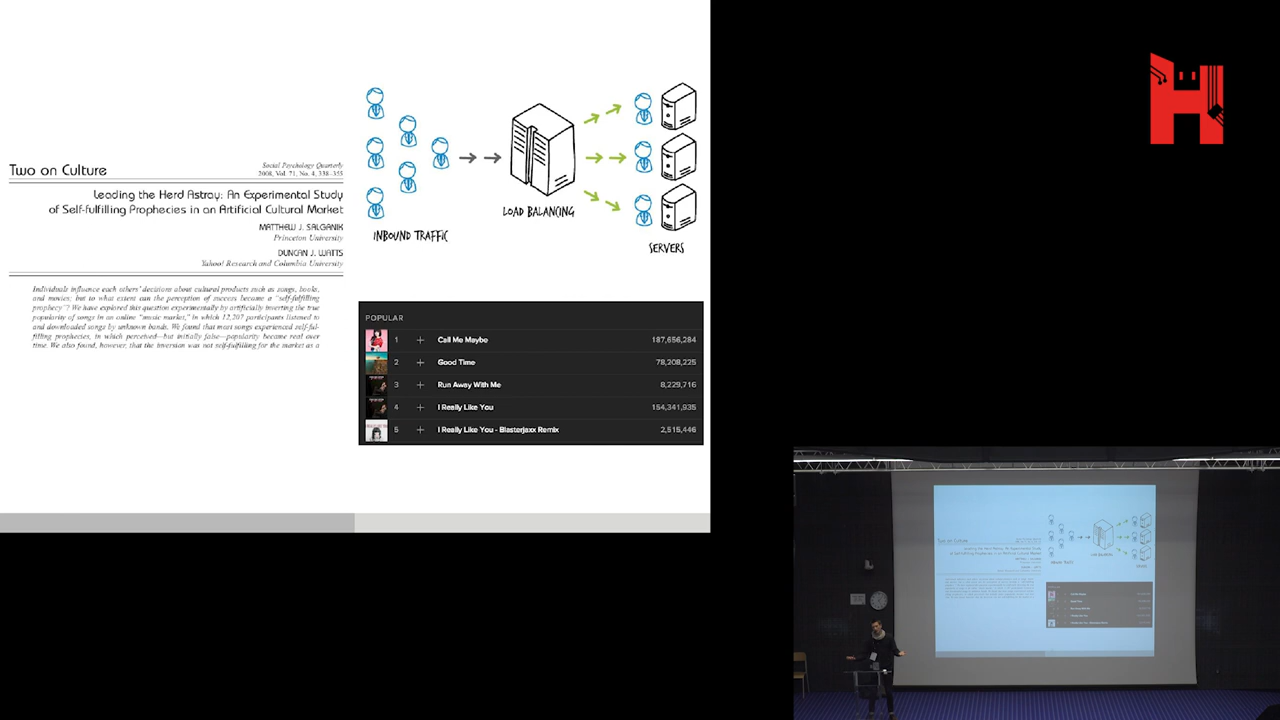 Two on Culture
Social Psychology Quarterly
2008, Vol. 71, No. 4, 338–355
Leading the Herd Astray: An Experimental Study
of Self-fulfilling Prophecies in an Artificial Cultural Market
MATTHEW J. SALGANIK
Princeton University
DUNCAN J. WATTS
Yahoo! Research and Columbia University
Individuals influence each others' decisions about cultural products such as songs, books,
and movies; but to what extent can the perception of success become a "self-fulfilling
prophecy"? We have explored this question experimentally by artificially inverting the true
popularity of songs in an online "music market," in which 12,207 participants listened to
and downloaded songs by unknown bands. We found that most songs experienced self-ful-
filling prophecies, in which perceived—but initially false—popularity became real over
time. We also found, however, that the inversion was not self-fulfilling for the market as a
INBOUND TRAFFIC
LOAD BALANCING
SERVERS
POPULAR
1 + Call Me Maybe 187,656,284
2 + Good Time 78,208,225
3 + Run Away With Me 8,229,716
4 + I Really Like You 154,341,935
5 + I Really Like You - Blasterjaxx Remix 2,515,446
H
Two on Culture